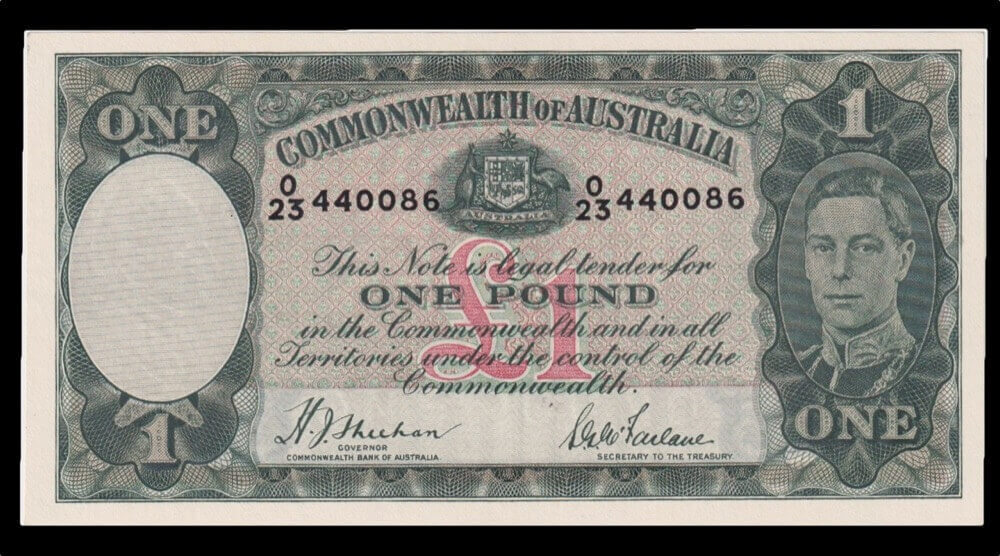 ONE
1
COMMONWEALTH OF AUSTRALIA
O/23 440086
AUSTRALIA
O/23 440086
This Note is legal tender for
ONE POUND
£1
in the Commonwealth and in all
Territories under the control of the
Commonwealth.
H. J. Sheehan
GOVERNOR
COMMONWEALTH BANK OF AUSTRALIA.
S. G. McFarlane
SECRETARY TO THE TREASURY.
1
ONE